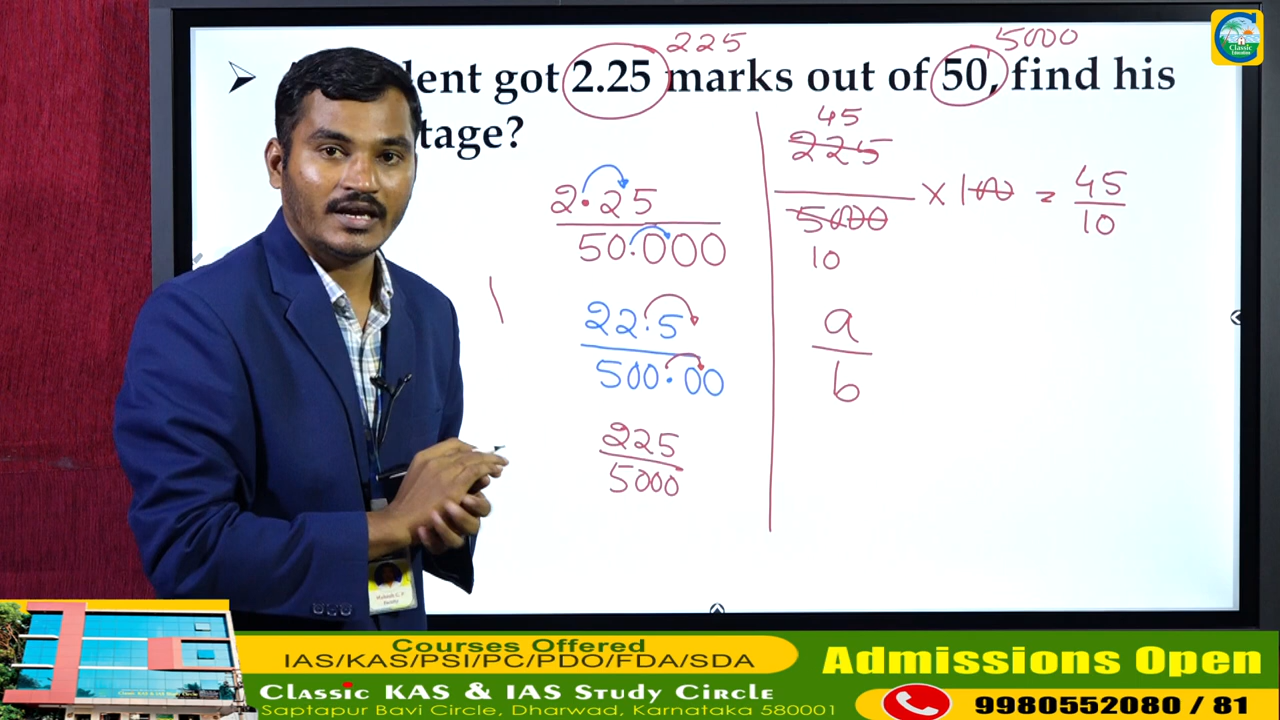 ent got 2.25 marks out of 50, find his
tage?
225
5000
2.25
50.000
22.5
500.00
225
5000
45
225
5000
10
× 100 = 45
10
a
b
Classic
Education
Courses Offered
IAS/KAS/PSI/PC/PDO/FDA/SDA
Classic KAS & IAS Study Circle
Saptapur Bavi Circle, Dharwad, Karnataka 580001
Admissions Open
9980552080 / 81